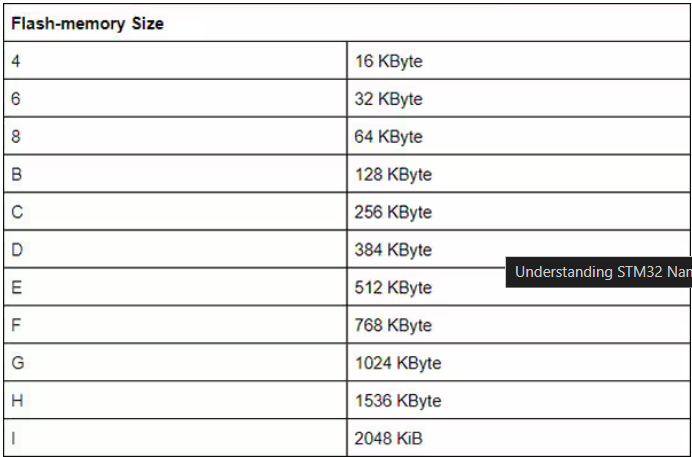 Flash-memory Size
4 16 KByte
6 32 KByte
8 64 KByte
B 128 KByte
C 256 KByte
D 384 KByte
Understanding STM32
E 512 KByte
F 768 KByte
G 1024 KByte
H 1536 KByte
I 2048 KiB